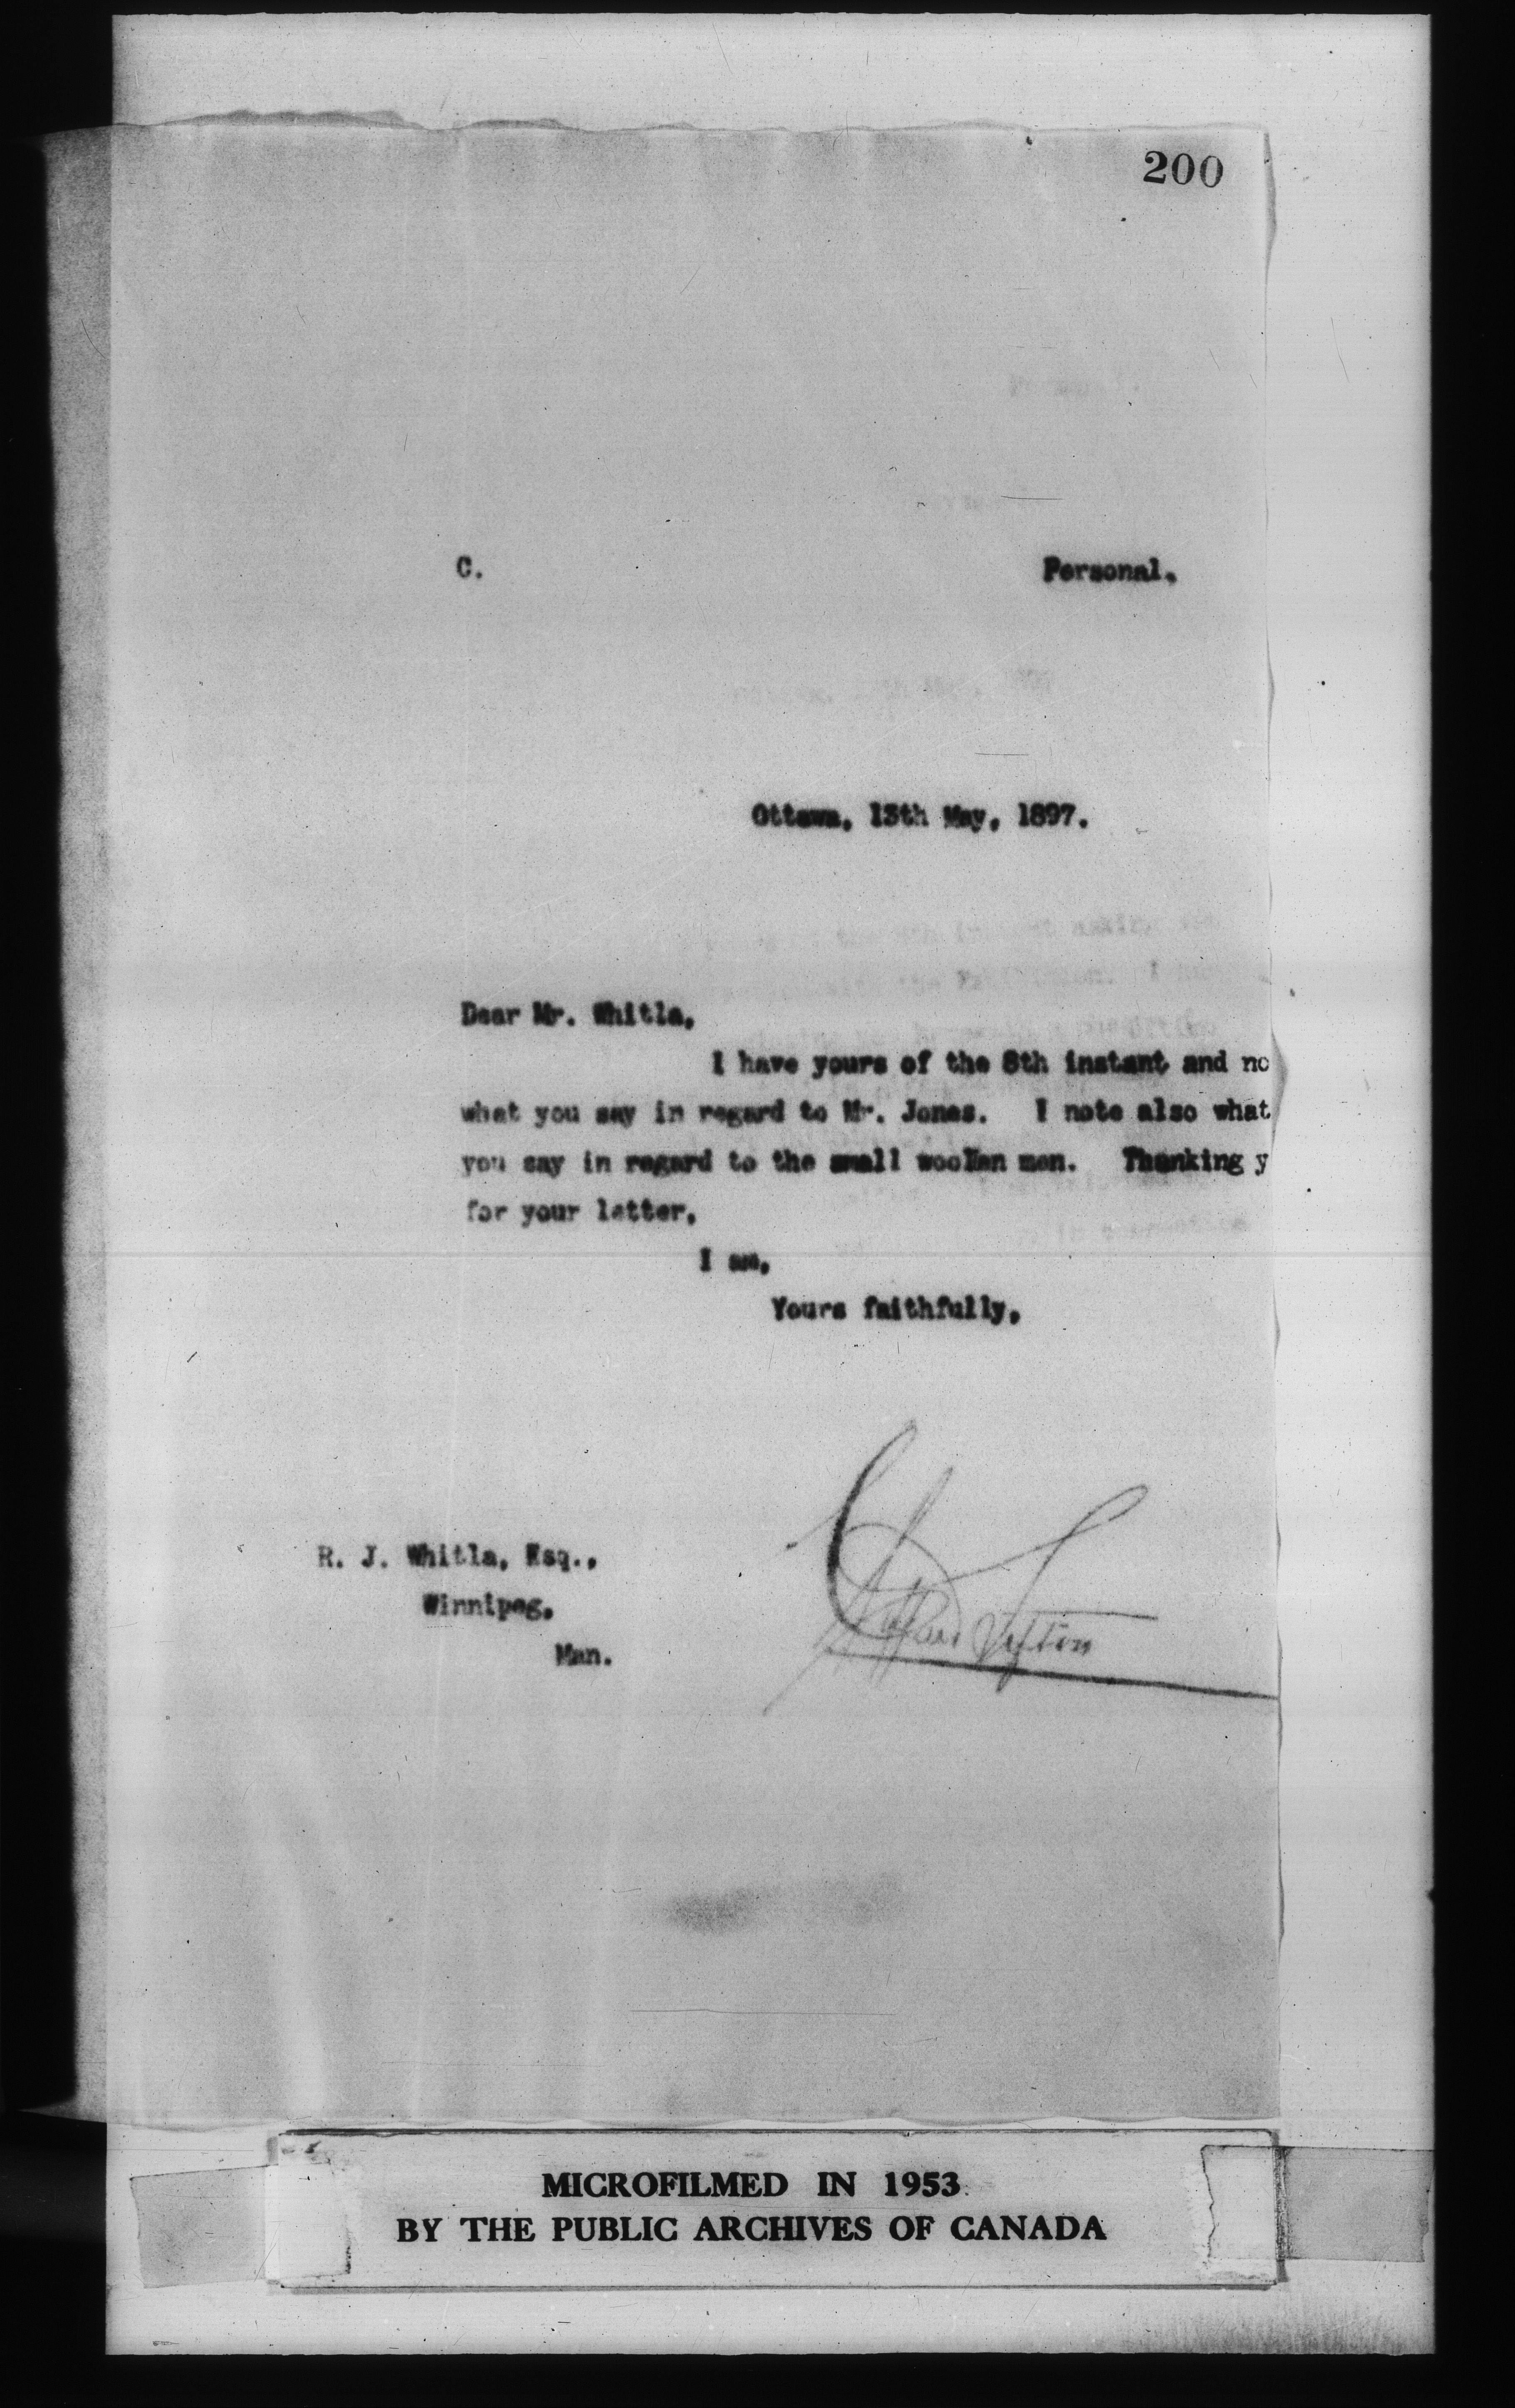 200
C. Personal.
Ottawa, 13th May, 1897.
Dear Mr. Whitla,
I have yours of the 8th instant and no
what you say in regard to Mr. Jones. I note also what
you say in regard to the small woollen men. Thanking y
for your letter,
I am,
Yours faithfully,
Clifford Sifton
R. J. Whitla, Esq.,
Winnipeg,
Man.
MICROFILMED IN 1953
BY THE PUBLIC ARCHIVES OF CANADA